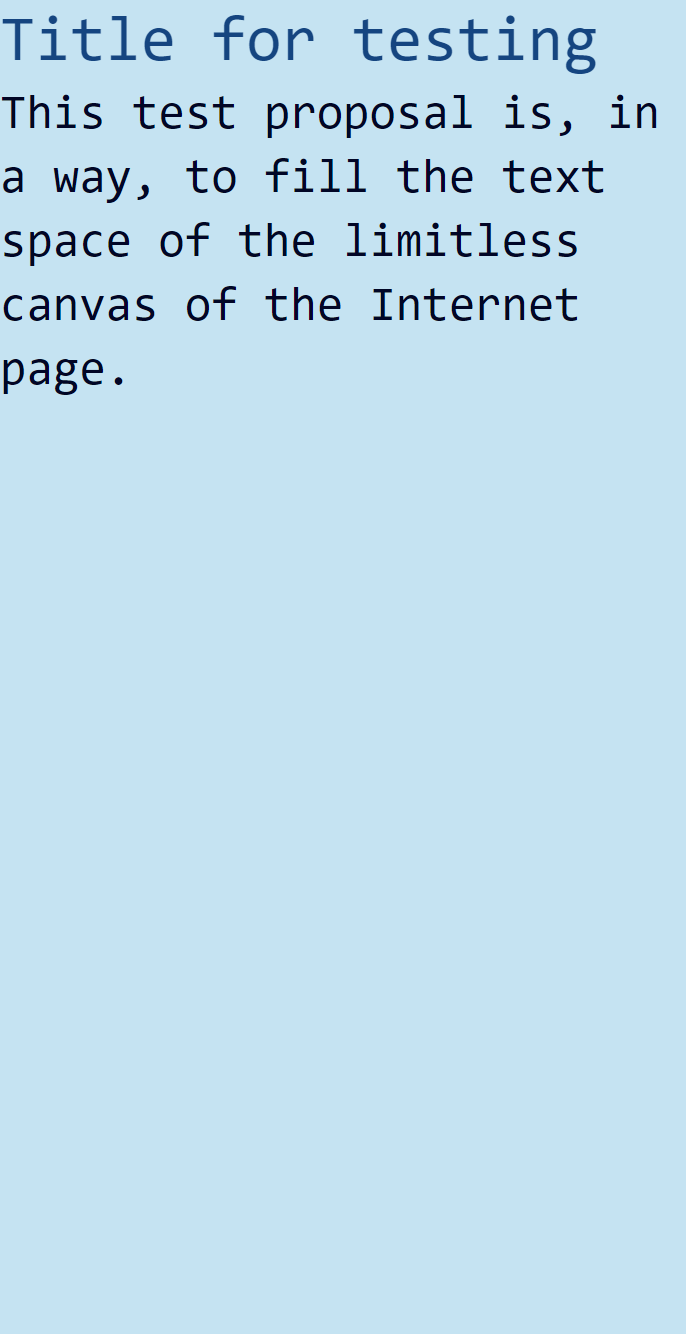 Title for testing
This test proposal is, in
a way, to fill the text
space of the limitless
canvas of the Internet
page.